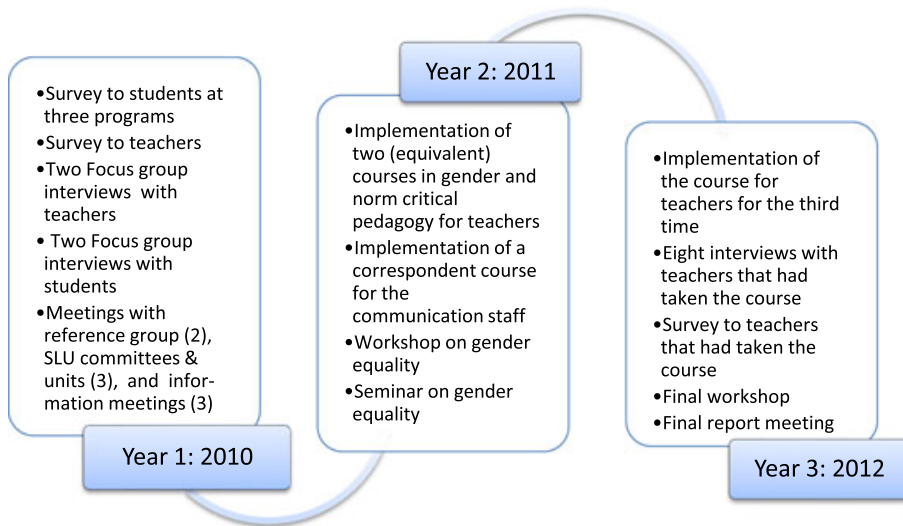 •Survey to students at
three programs
•Survey to teachers
•Two Focus group
interviews with
teachers
• Two Focus group
interviews with
students
•Meetings with
reference group (2),
SLU committees &
units (3), and infor-
mation meetings (3)
Year 1: 2010
Year 2: 2011
•Implementation of
two (equivalent)
courses in gender and
norm critical
pedagogy for teachers
•Implementation of a
correspondent course
for the
communication staff
•Workshop on gender
equality
•Seminar on gender
equality
•Implementation of
the course for
teachers for the third
time
•Eight interviews with
teachers that had
taken the course
•Survey to teachers
that had taken the
course
•Final workshop
•Final report meeting
Year 3: 2012